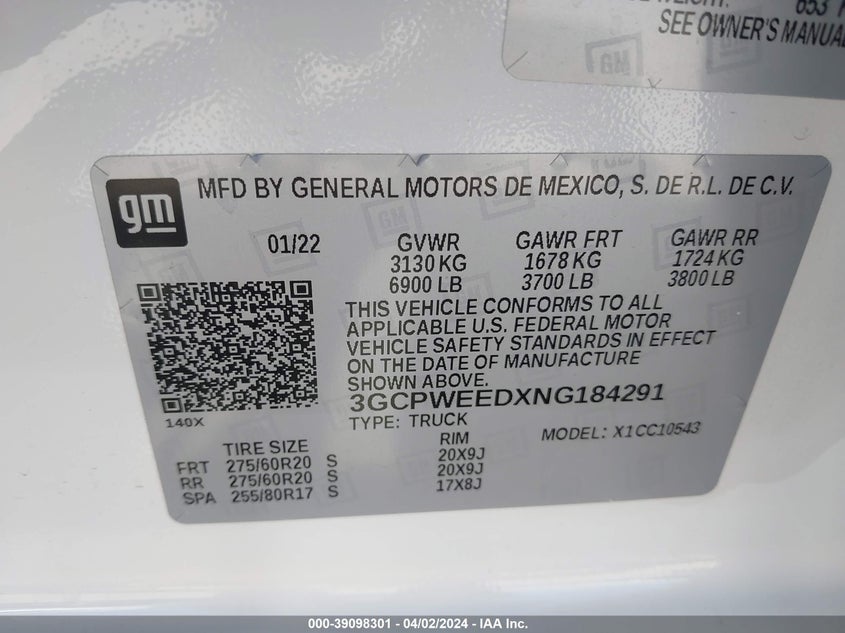 653
SEE OWNER'S MANUAL
GM
gm
MFD BY GENERAL MOTORS DE MEXICO, S. DE R.L. DE C.V.
01/22 GVWR GAWR FRT GAWR RR
3130 KG 1678 KG 1724 KG
6900 LB 3700 LB 3800 LB
THIS VEHICLE CONFORMS TO ALL
APPLICABLE U.S. FEDERAL MOTOR
VEHICLE SAFETY STANDARDS IN EFFECT
ON THE DATE OF MANUFACTURE
SHOWN ABOVE.
3GCPWEEDXNG184291
140X
TYPE: TRUCK
MODEL: X1CC10543
TIRE SIZE RIM
FRT 275/60R20 S 20X9J
RR 275/60R20 S 20X9J
SPA 255/80R17 S 17X8J
000-39098301 - 04/02/2024 - IAA Inc.